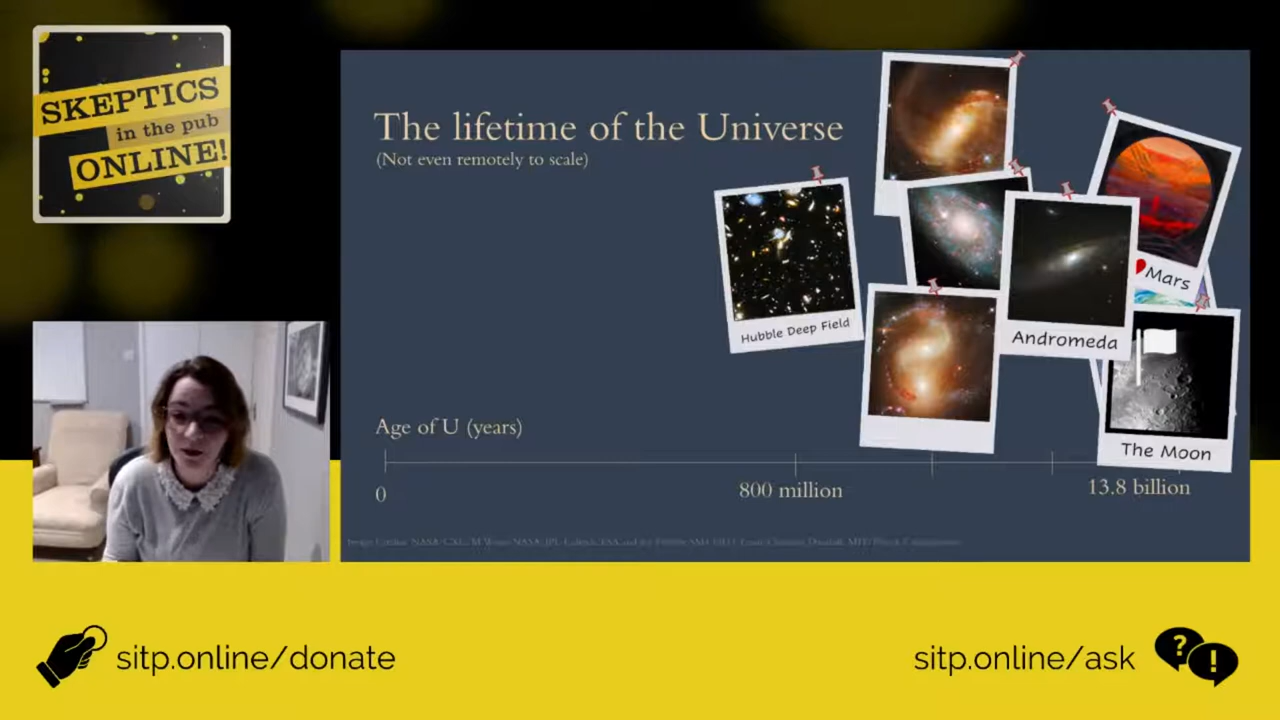 SKEPTICS
in the pub
ONLINE!
The lifetime of the Universe
(Not even remotely to scale)
Hubble Deep Field
Andromeda
Mars
The Moon
Age of U (years)
0
800 million
13.8 billion
sitp.online/donate
sitp.online/ask
? !